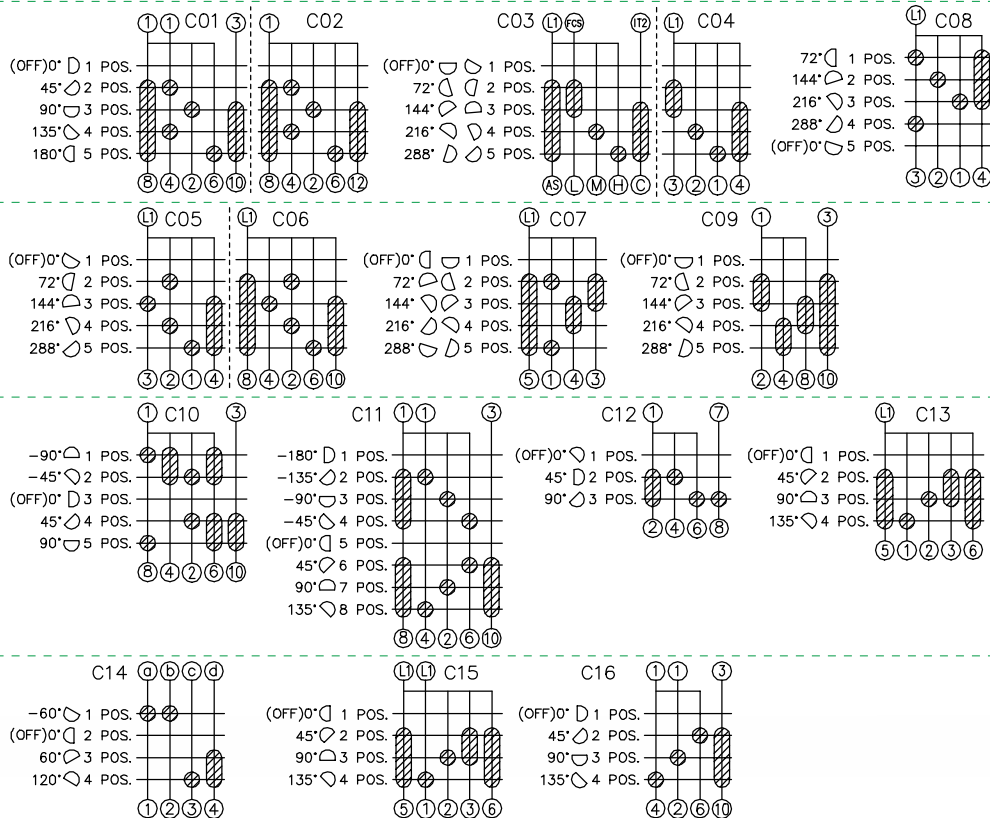 1 1 C01 3 1 C02 C03 L1 FCS IT2 L1 C04 L1 C08
(OFF)0° 1 POS. (OFF)0° 1 POS. 72° 1 POS.
45° 2 POS. 72° 2 POS. 144° 2 POS.
90° 3 POS. 144° 3 POS. 216° 3 POS.
135° 4 POS. 216° 4 POS. 288° 4 POS.
180° 5 POS. 288° 5 POS. (OFF)0° 5 POS.
8 4 2 6 10 8 4 2 6 12 AS L M H C 3 2 1 4 3 2 1 4
L1 C05 L1 C06 L1 C07 C09 1 3
(OFF)0° 1 POS. (OFF)0° 1 POS. (OFF)0° 1 POS.
72° 2 POS. 72° 2 POS. 72° 2 POS.
144° 3 POS. 144° 3 POS. 144° 3 POS.
216° 4 POS. 216° 4 POS. 216° 4 POS.
288° 5 POS. 288° 5 POS. 288° 5 POS.
3 2 1 4 8 4 2 6 10 5 1 4 3 2 4 8 10
1 C10 3 C11 1 1 3 C12 1 7 L1 C13
-90° 1 POS. -180° 1 POS. (OFF)0° 1 POS. (OFF)0° 1 POS.
-45° 2 POS. -135° 2 POS. 45° 2 POS. 45° 2 POS.
(OFF)0° 3 POS. -90° 3 POS. 90° 3 POS. 90° 3 POS.
45° 4 POS. -45° 4 POS. 2 4 6 8 135° 4 POS.
90° 5 POS. (OFF)0° 5 POS. 5 1 2 3 6
8 4 2 6 10 45° 6 POS.
90° 7 POS.
135° 8 POS.
8 4 2 6 10
C14 a b c d L1 L1 C15 C16 1 1 3
-60° 1 POS. (OFF)0° 1 POS. (OFF)0° 1 POS.
(OFF)0° 2 POS. 45° 2 POS. 45° 2 POS.
60° 3 POS. 90° 3 POS. 90° 3 POS.
120° 4 POS. 135° 4 POS. 135° 4 POS.
1 2 3 4 5 1 2 3 6 4 2 6 10